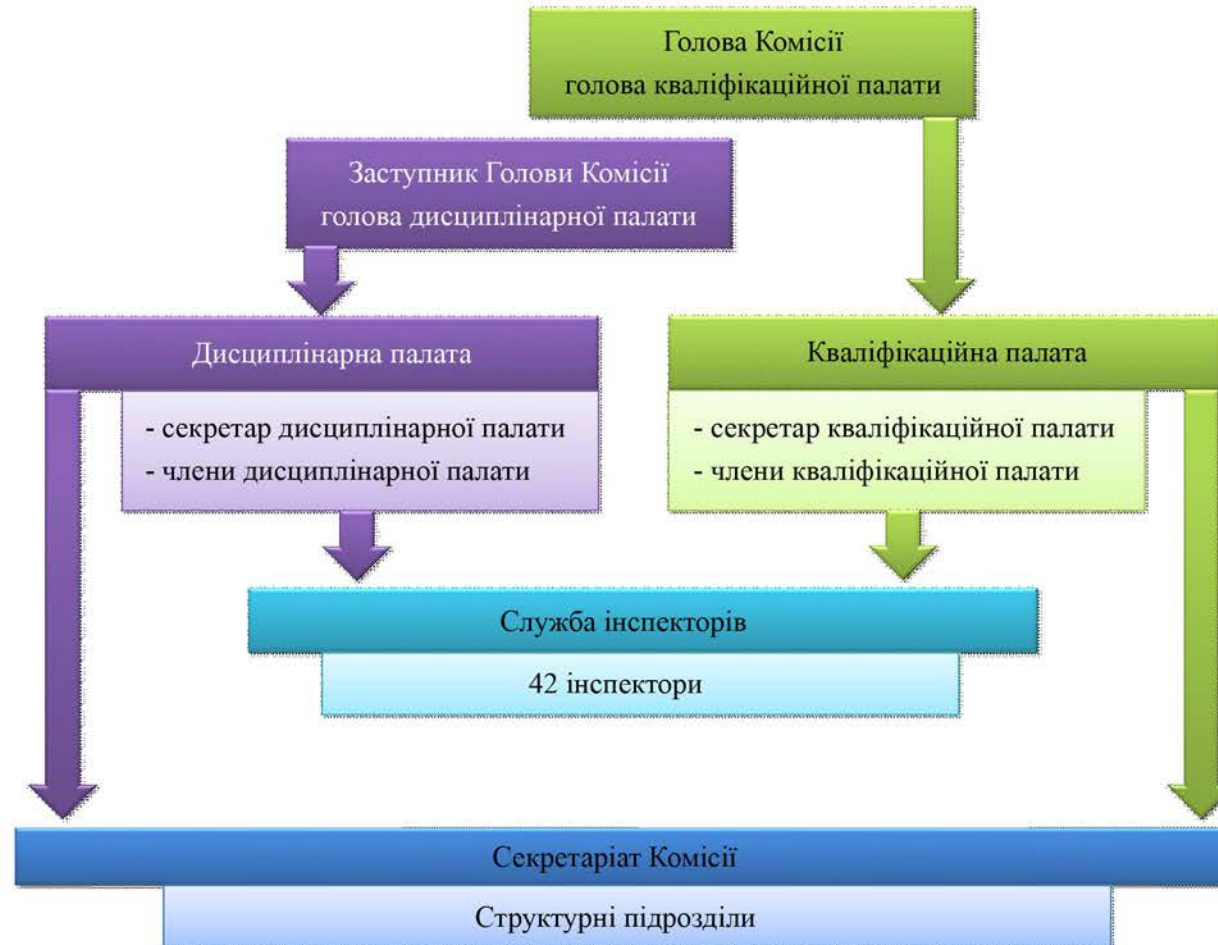 Голова Комісії
голова кваліфікаційної палати
Заступник Голови Комісії
голова дисциплінарної палати
Дисциплінарна палата
- секретар дисциплінарної палати
- члени дисциплінарної палати
Кваліфікаційна палата
- секретар кваліфікаційної палати
- члени кваліфікаційної палати
Служба інспекторів
42 інспектори
Секретаріат Комісії
Структурні підрозділи